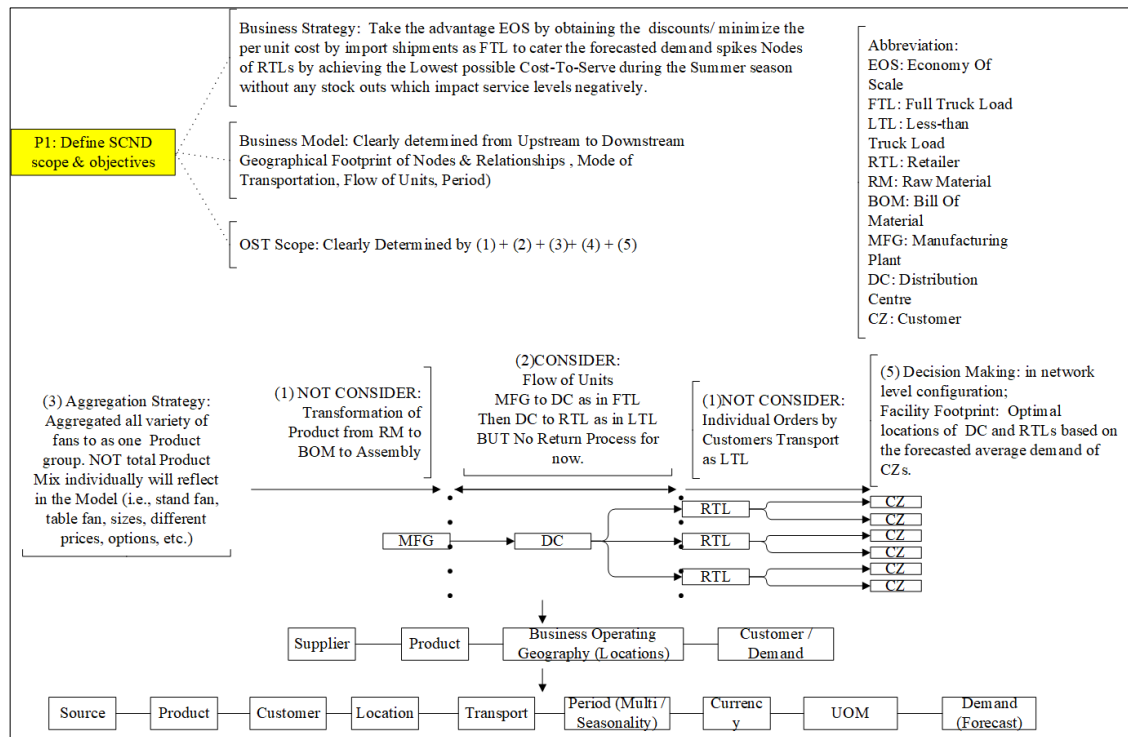 Business Strategy: Take the advantage EOS by obtaining the discounts/ minimize the
per unit cost by import shipments as FTL to cater the forecasted demand spikes Nodes
of RTLs by achieving the Lowest possible Cost-To-Serve during the Summer season
without any stock outs which impact service levels negatively.
P1: Define SCND
scope & objectives
Business Model: Clearly determined from Upstream to Downstream
Geographical Footprint of Nodes & Relationships , Mode of
Transportation, Flow of Units, Period)
OST Scope: Clearly Determined by (1) + (2) + (3)+ (4) + (5)
Abbreviation:
EOS: Economy Of
Scale
FTL: Full Truck Load
LTL: Less-than
Truck Load
RTL: Retailer
RM: Raw Material
BOM: Bill Of
Material
MFG: Manufacturing
Plant
DC: Distribution
Centre
CZ: Customer
(3) Aggregation Strategy:
Aggregated all variety of
fans to as one Product
group. NOT total Product
Mix individually will reflect
in the Model (i.e., stand fan,
table fan, sizes, different
prices, options, etc.)
(1) NOT CONSIDER:
Transformation of
Product from RM to
BOM to Assembly
(2)CONSIDER:
Flow of Units
MFG to DC as in FTL
Then DC to RTL as in LTL
BUT No Return Process for
now.
(1)NOT CONSIDER:
Individual Orders by
Customers Transport
as LTL
(5) Decision Making: in network
level configuration;
Facility Footprint: Optimal
locations of DC and RTLs based on
the forecasted average demand of
CZs.
MFG
DC
RTL
RTL
RTL
CZ
CZ
CZ
CZ
CZ
CZ
Supplier
Product
Business Operating
Geography (Locations)
Customer /
Demand
Source
Product
Customer
Location
Transport
Period (Multi /
Seasonality)
Currenc
y
UOM
Demand
(Forecast)